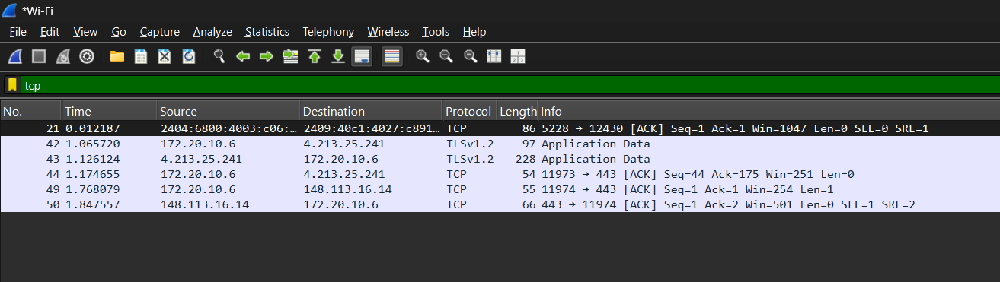 *Wi-Fi
File Edit View Go Capture Analyze Statistics Telephony Wireless Tools Help
tcp
No. Time Source Destination Protocol Length Info
21 0.012187 2404:6800:4003:c06:… 2409:40c1:4027:c891… TCP 86 5228 → 12430 [ACK] Seq=1 Ack=1 Win=1047 Len=0 SLE=0 SRE=1
42 1.065720 172.20.10.6 4.213.25.241 TLSv1.2 97 Application Data
43 1.126124 4.213.25.241 172.20.10.6 TLSv1.2 228 Application Data
44 1.174655 172.20.10.6 4.213.25.241 TCP 54 11973 → 443 [ACK] Seq=44 Ack=175 Win=251 Len=0
49 1.768079 172.20.10.6 148.113.16.14 TCP 55 11974 → 443 [ACK] Seq=1 Ack=1 Win=254 Len=1
50 1.847557 148.113.16.14 172.20.10.6 TCP 66 443 → 11974 [ACK] Seq=1 Ack=2 Win=501 Len=0 SLE=1 SRE=2